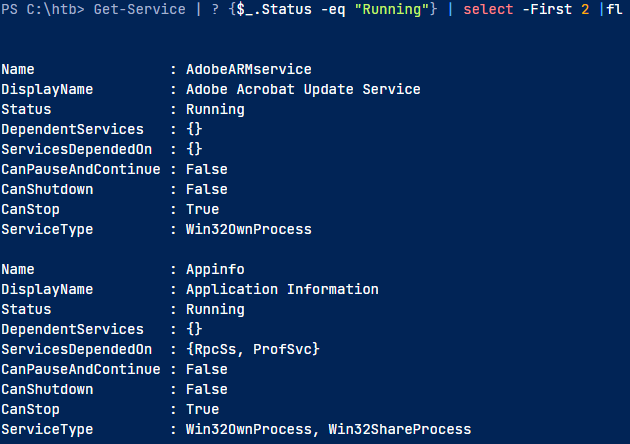 PS C:\htb> Get-Service | ? {$_.Status -eq "Running"} | select -First 2 |fl
Name                : AdobeARMservice
DisplayName         : Adobe Acrobat Update Service
Status              : Running
DependentServices   : {}
ServicesDependedOn  : {}
CanPauseAndContinue : False
CanShutdown         : False
CanStop             : True
ServiceType         : Win32OwnProcess
Name                : Appinfo
DisplayName         : Application Information
Status              : Running
DependentServices   : {}
ServicesDependedOn  : {RpcSs, ProfSvc}
CanPauseAndContinue : False
CanShutdown         : False
CanStop             : True
ServiceType         : Win32OwnProcess, Win32ShareProcess